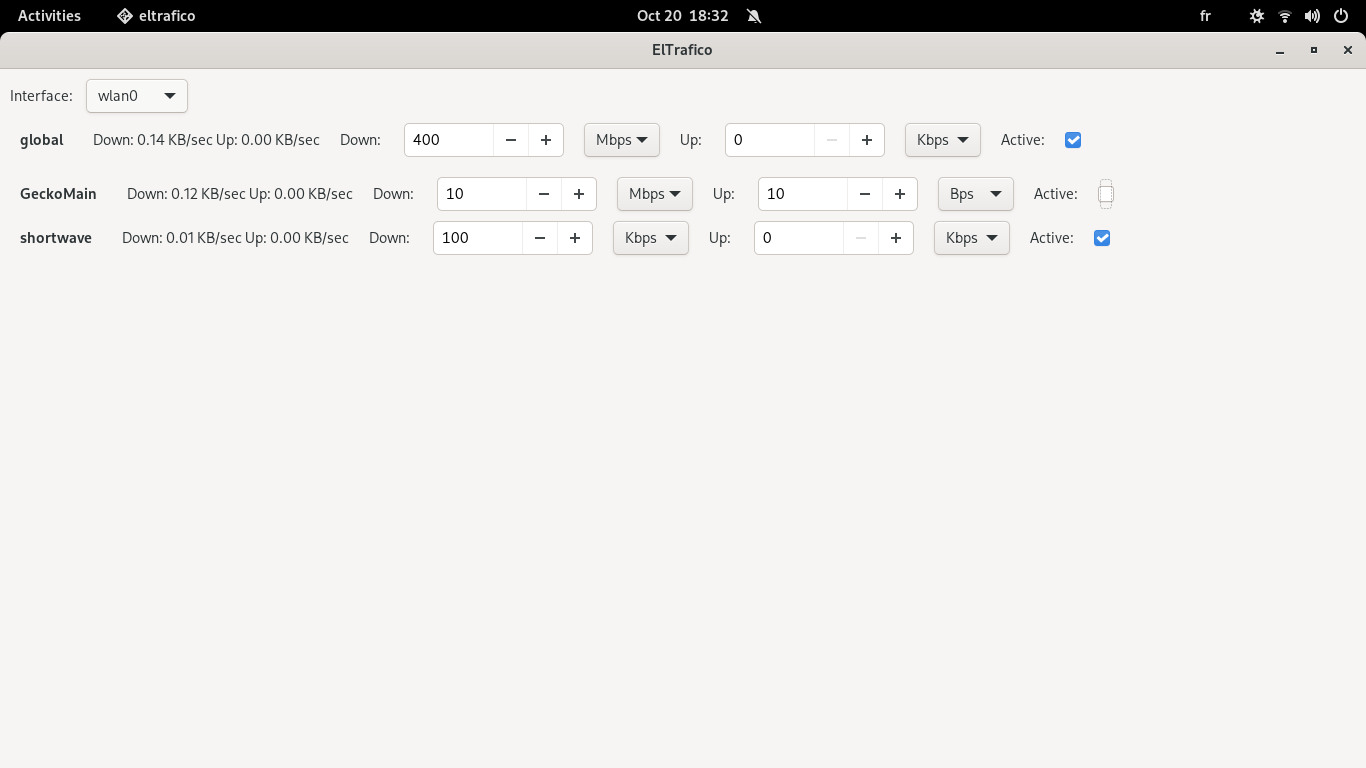 Activities eltrafico Oct 20 18:32 fr
ElTrafico
Interface: wlan0
global Down: 0.14 KB/sec Up: 0.00 KB/sec Down: 400 Mbps Up: 0 Kbps Active:
GeckoMain Down: 0.12 KB/sec Up: 0.00 KB/sec Down: 10 Mbps Up: 10 Bps Active:
shortwave Down: 0.01 KB/sec Up: 0.00 KB/sec Down: 100 Kbps Up: 0 Kbps Active: